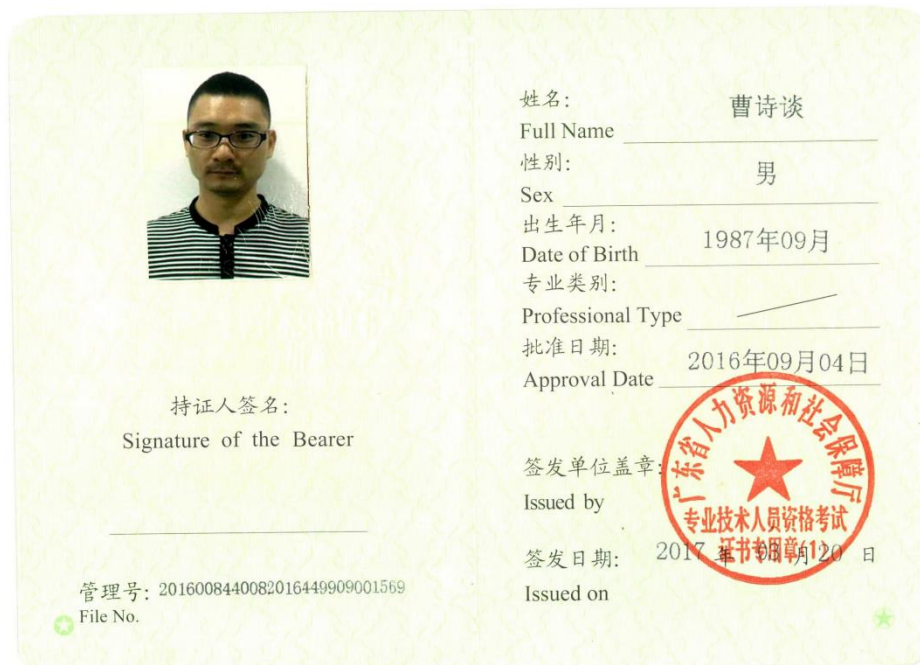 持证人签名:
Signature of the Bearer
管理号: 2016008440082016449909001569
File No.
姓名: 曹诗谈
Full Name
性别: 男
Sex
出生年月: 1987年09月
Date of Birth
专业类别:
Professional Type
批准日期: 2016年09月04日
Approval Date
签发单位盖章:
Issued by
广东省人力资源和社会保障厅
专业技术人员资格考试
证书专用章(1)
签发日期: 2017 年 03 月 20 日
Issued on